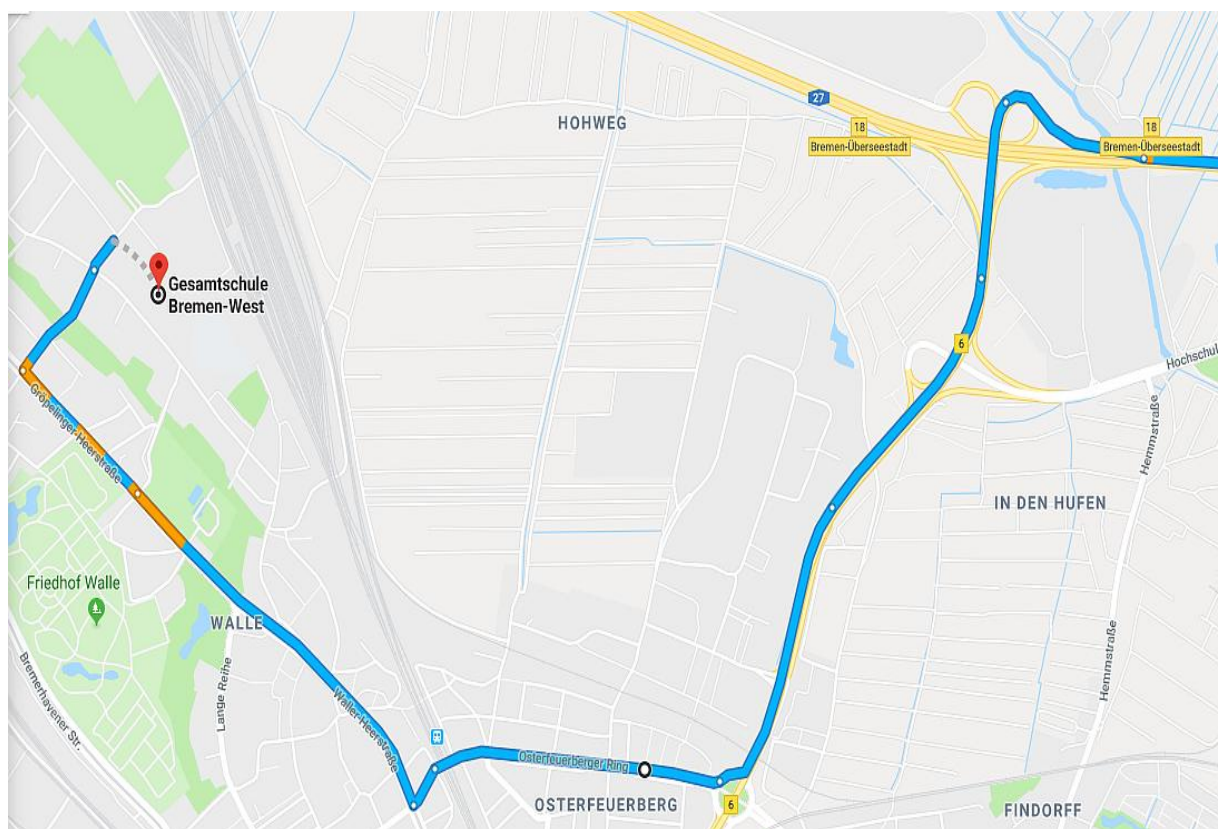 27
HOHWEG
18
Bremen-Überseestadt
18
Bremen-Überseestadt
Gesamtschule
Bremen-West
6
Hochschul
Gröpelinger-Heerstraße
Hemmstraße
IN DEN HUFEN
Friedhof Walle
WALLE
Lange Reihe
Waller-Heerstraße
Hemmstraße
Bremerhavener Str.
Osterfeuerberger Ring
OSTERFEUERBERG
6
FINDORFF